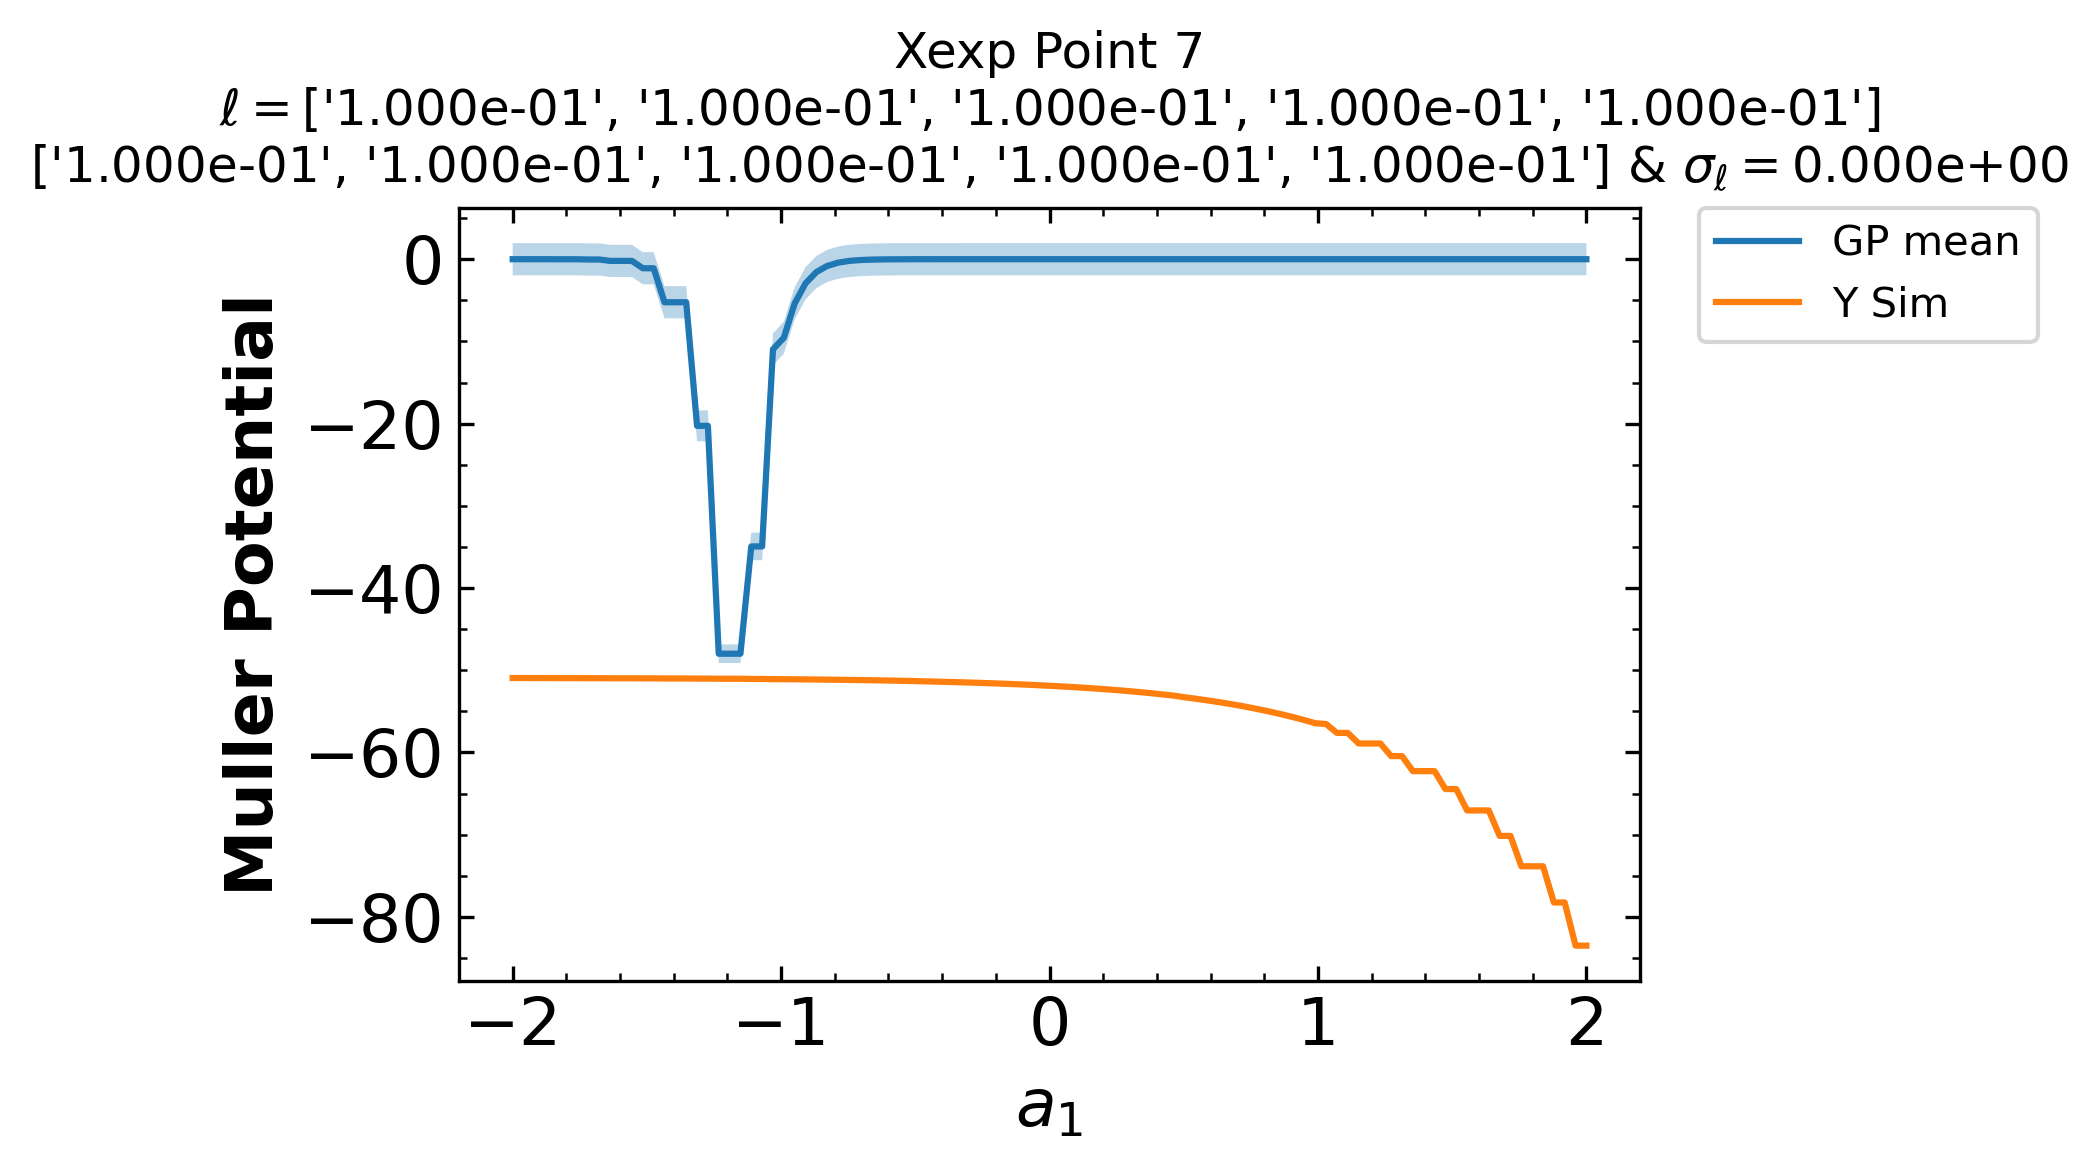 Xexp Point 7
ℓ = ['1.000e-01', '1.000e-01', '1.000e-01', '1.000e-01', '1.000e-01']
['1.000e-01', '1.000e-01', '1.000e-01', '1.000e-01', '1.000e-01'] & σ_ℓ = 0.000e+00
GP mean
Y Sim
Muller Potential
0
−20
−40
−60
−80
−2 −1 0 1 2
a₁